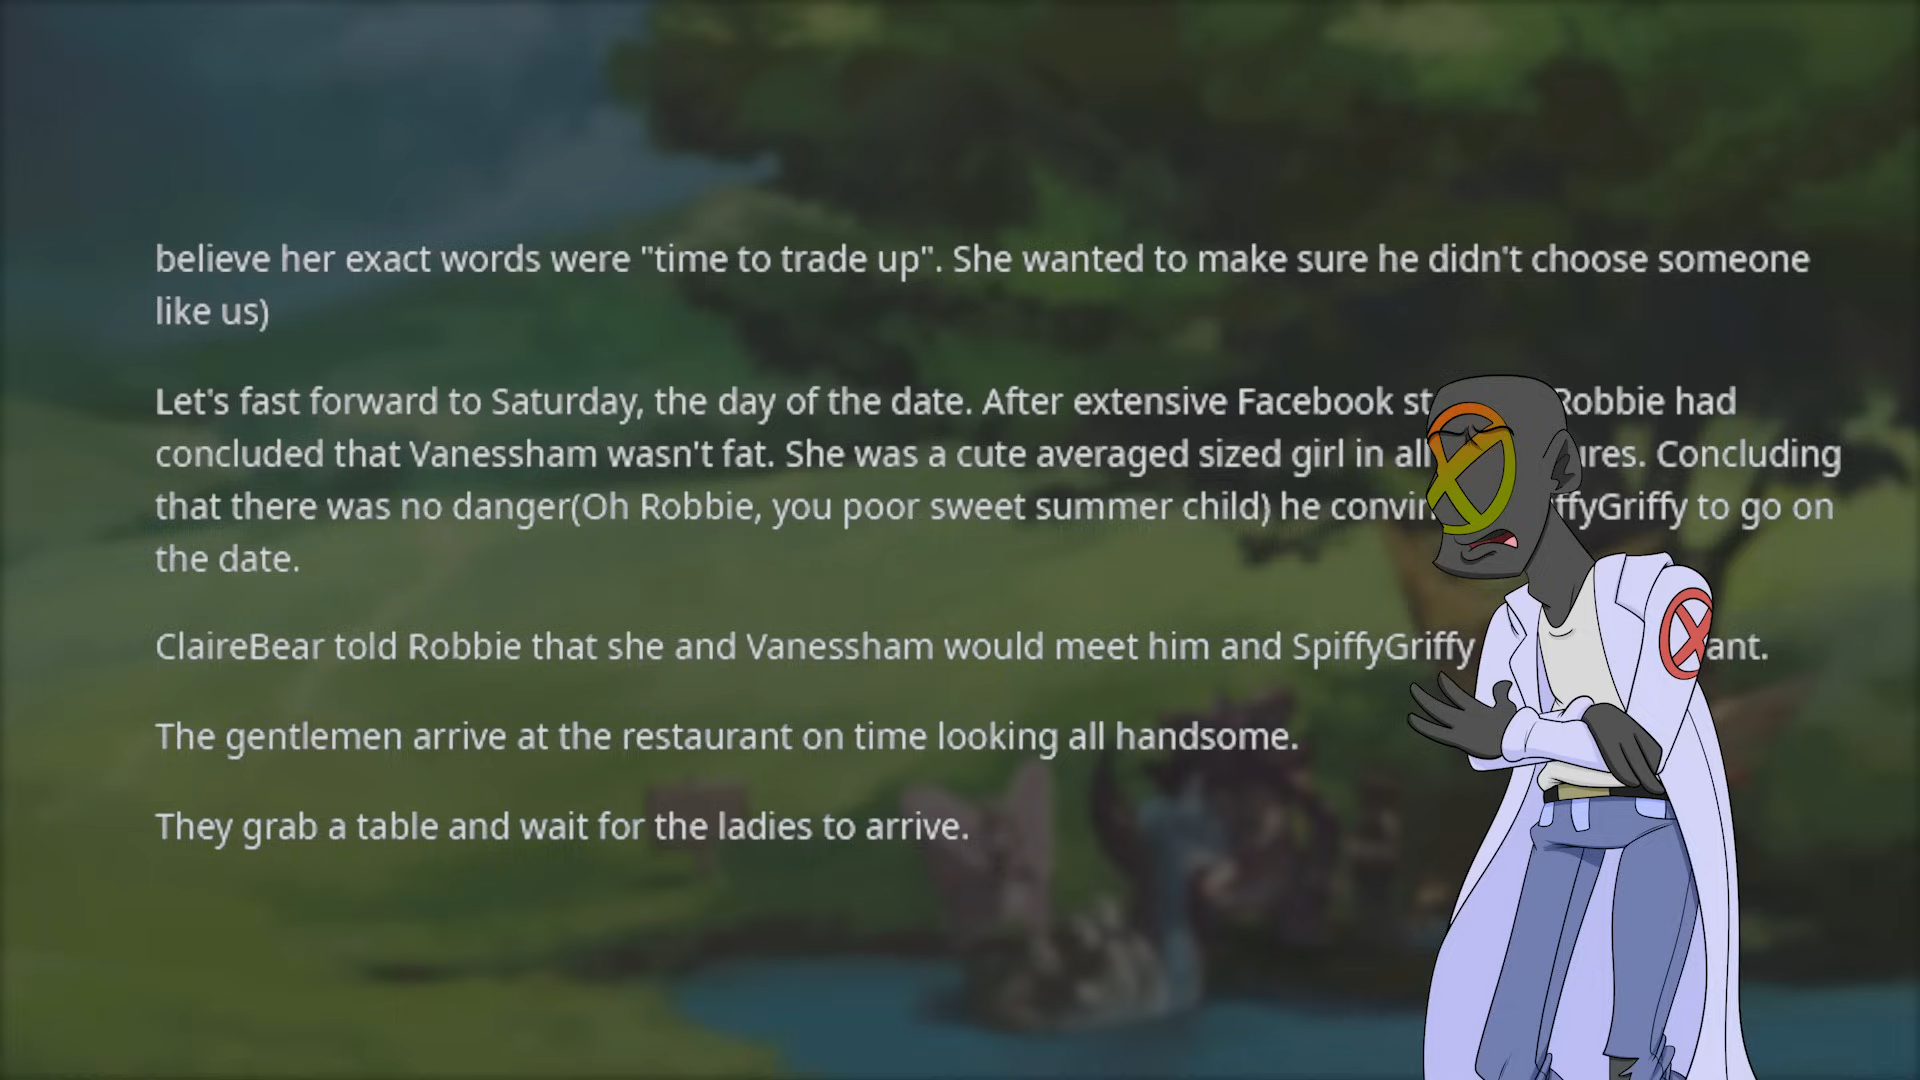 believe her exact words were "time to trade up". She wanted to make sure he didn't choose someone
like us)
Let's fast forward to Saturday, the day of the date. After extensive Facebook Robbie had
concluded that Vanessham wasn't fat. She was a cute averaged sized girl in all Concluding
that there was no danger(Oh Robbie, you poor sweet summer child) he to go on
the date.
ClaireBear told Robbie that she and Vanessham would meet him and SpiffyGriffy
The gentlemen arrive at the restaurant on time looking all handsome.
They grab a table and wait for the ladies to arrive.